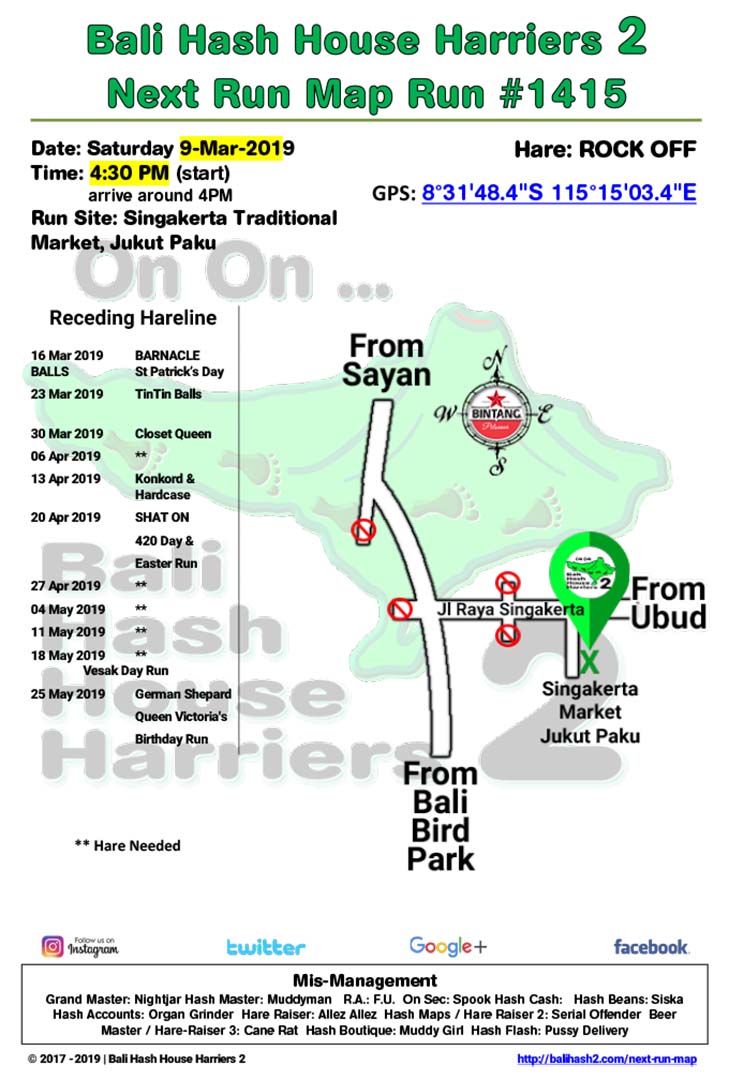 Bali Hash House Harriers 2
Next Run Map Run #1415
Date: Saturday 9-Mar-2019
Time: 4:30 PM (start)
arrive around 4PM
Run Site: Singakerta Traditional
Market, Jukut Paku
Hare: ROCK OFF
GPS: 8°31'48.4"S 115°15'03.4"E
On On ...
Receding Hareline
16 Mar 2019 BARNACLE
BALLS St Patrick's Day
23 Mar 2019 TinTin Balls
30 Mar 2019 Closet Queen
06 Apr 2019 **
13 Apr 2019 Konkord &
Hardcase
20 Apr 2019 SHAT ON
420 Day &
Easter Run
27 Apr 2019 **
04 May 2019 **
11 May 2019 **
18 May 2019 **
Vesak Day Run
25 May 2019 German Shepard
Queen Victoria's
Birthday Run
** Hare Needed
Bali
Hash
House
Harriers 2
From
Sayan
N
W BINTANG E
Pilsener
S
ON ON
Bali
Hash
House
Harriers 2
From
Ubud
Jl Raya Singakerta
X
Singakerta
Market
Jukut Paku
From
Bali
Bird
Park
Follow us on
Instagram
twitter
Google+
facebook
Mis-Management
Grand Master: Nightjar Hash Master: Muddyman R.A.: F.U. On Sec: Spook Hash Cash: Hash Beans: Siska
Hash Accounts: Organ Grinder Hare Raiser: Allez Allez Hash Maps / Hare Raiser 2: Serial Offender Beer
Master / Hare-Raiser 3: Cane Rat Hash Boutique: Muddy Girl Hash Flash: Pussy Delivery
© 2017 - 2019 | Bali Hash House Harriers 2
http://balihash2.com/next-run-map